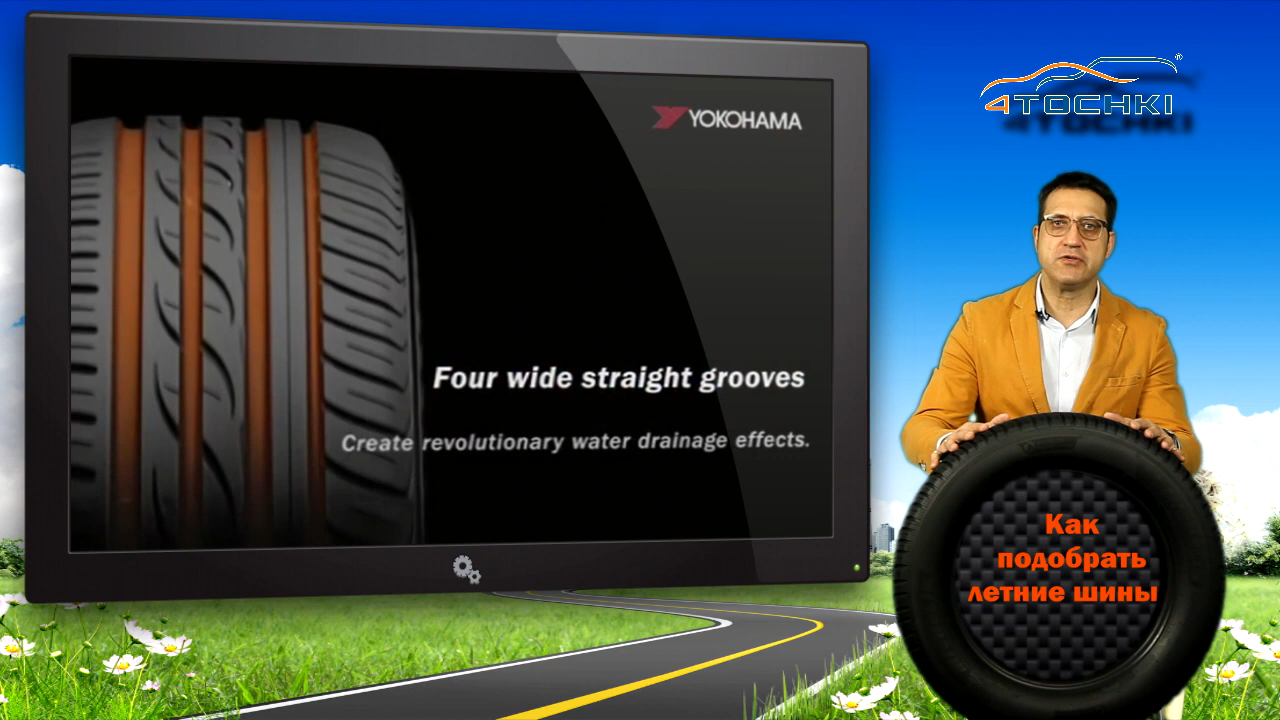 YOKOHAMA
Four wide straight grooves
Create revolutionary water drainage effects.
4TOCHKI®
Как
подобрать
летние шины